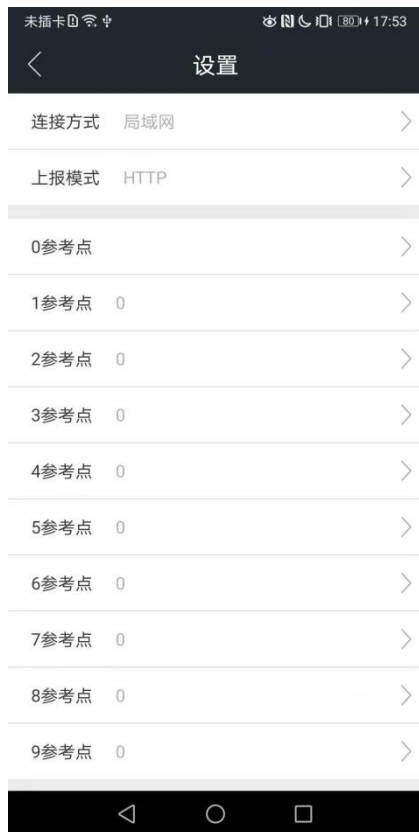 未插卡 80 17:53
设置
连接方式 局域网
上报模式 HTTP
0参考点
1参考点 0
2参考点 0
3参考点 0
4参考点 0
5参考点 0
6参考点 0
7参考点 0
8参考点 0
9参考点 0